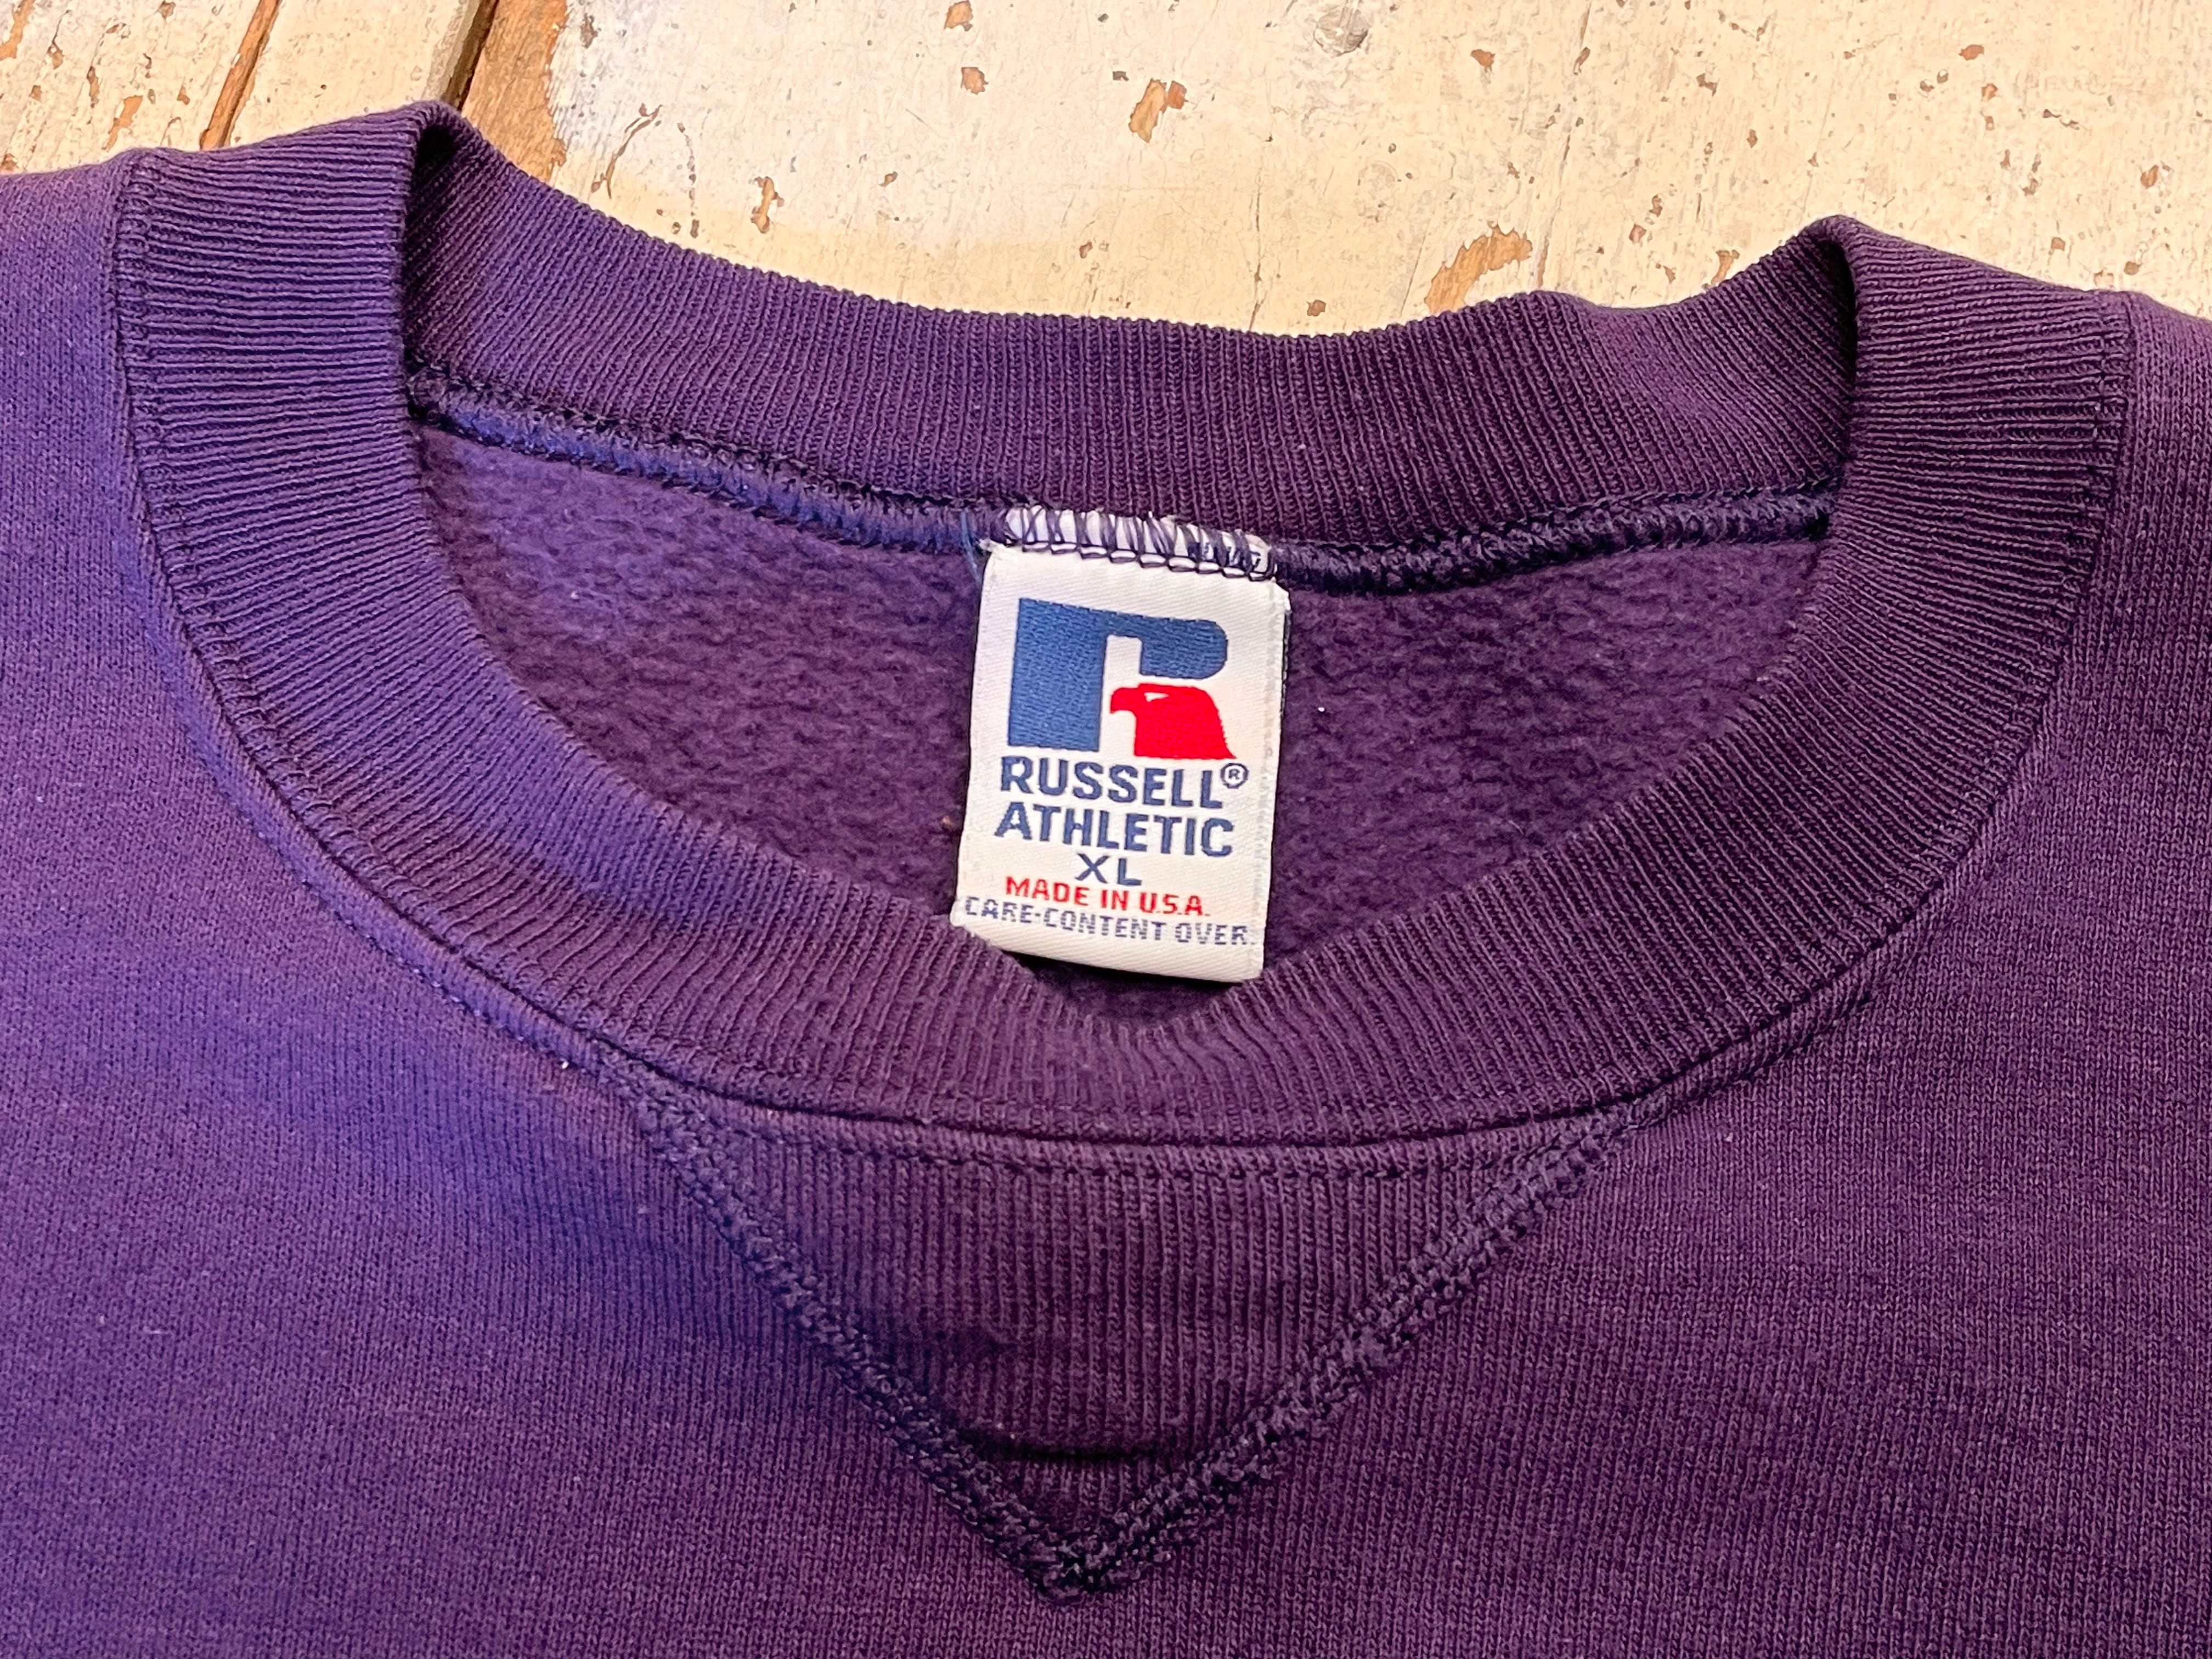 RUSSELL®
ATHLETIC
XL
MADE IN U.S.A.
CARE-CONTENT OVER.